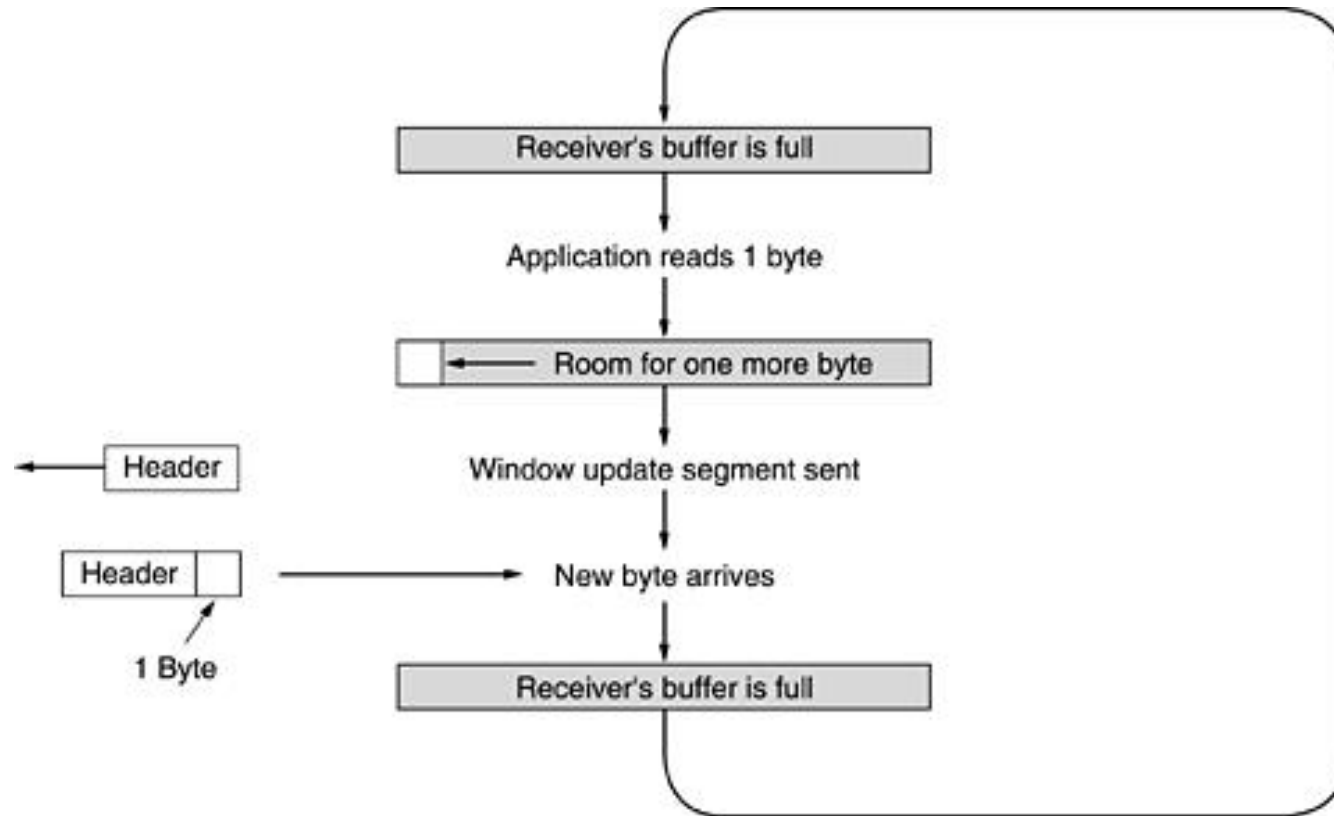 Receiver's buffer is full
Application reads 1 byte
Room for one more byte
Header
Window update segment sent
Header
New byte arrives
1 Byte
Receiver's buffer is full